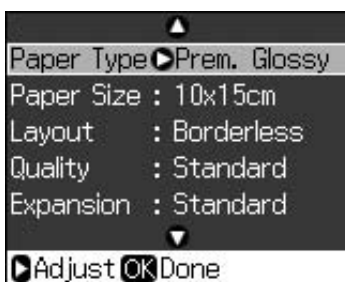 Paper Type Prem. Glossy
Paper Size : 10x15cm
Layout : Borderless
Quality : Standard
Expansion : Standard
Adjust OK Done